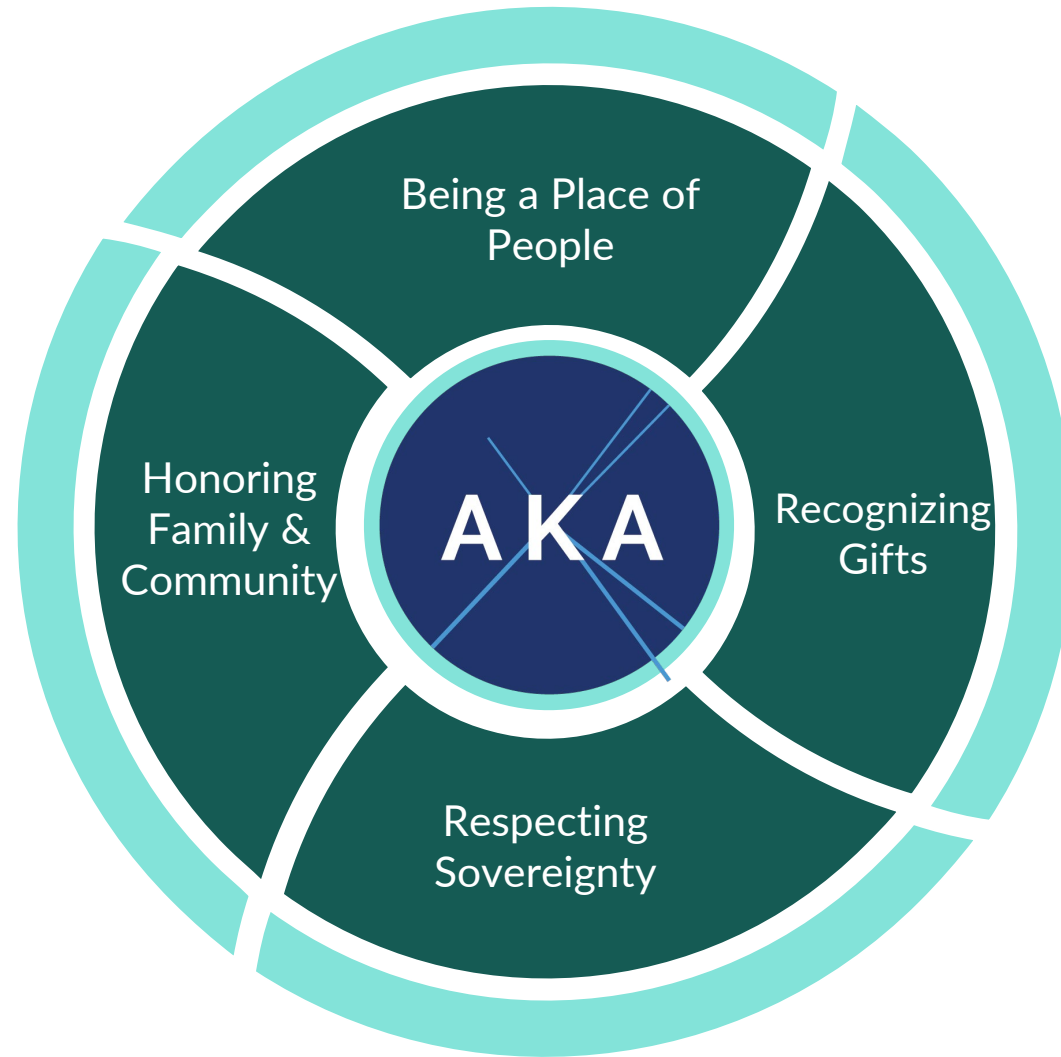 Being a Place of
People
Honoring
Family &
Community
AKA
Recognizing
Gifts
Respecting
Sovereignty